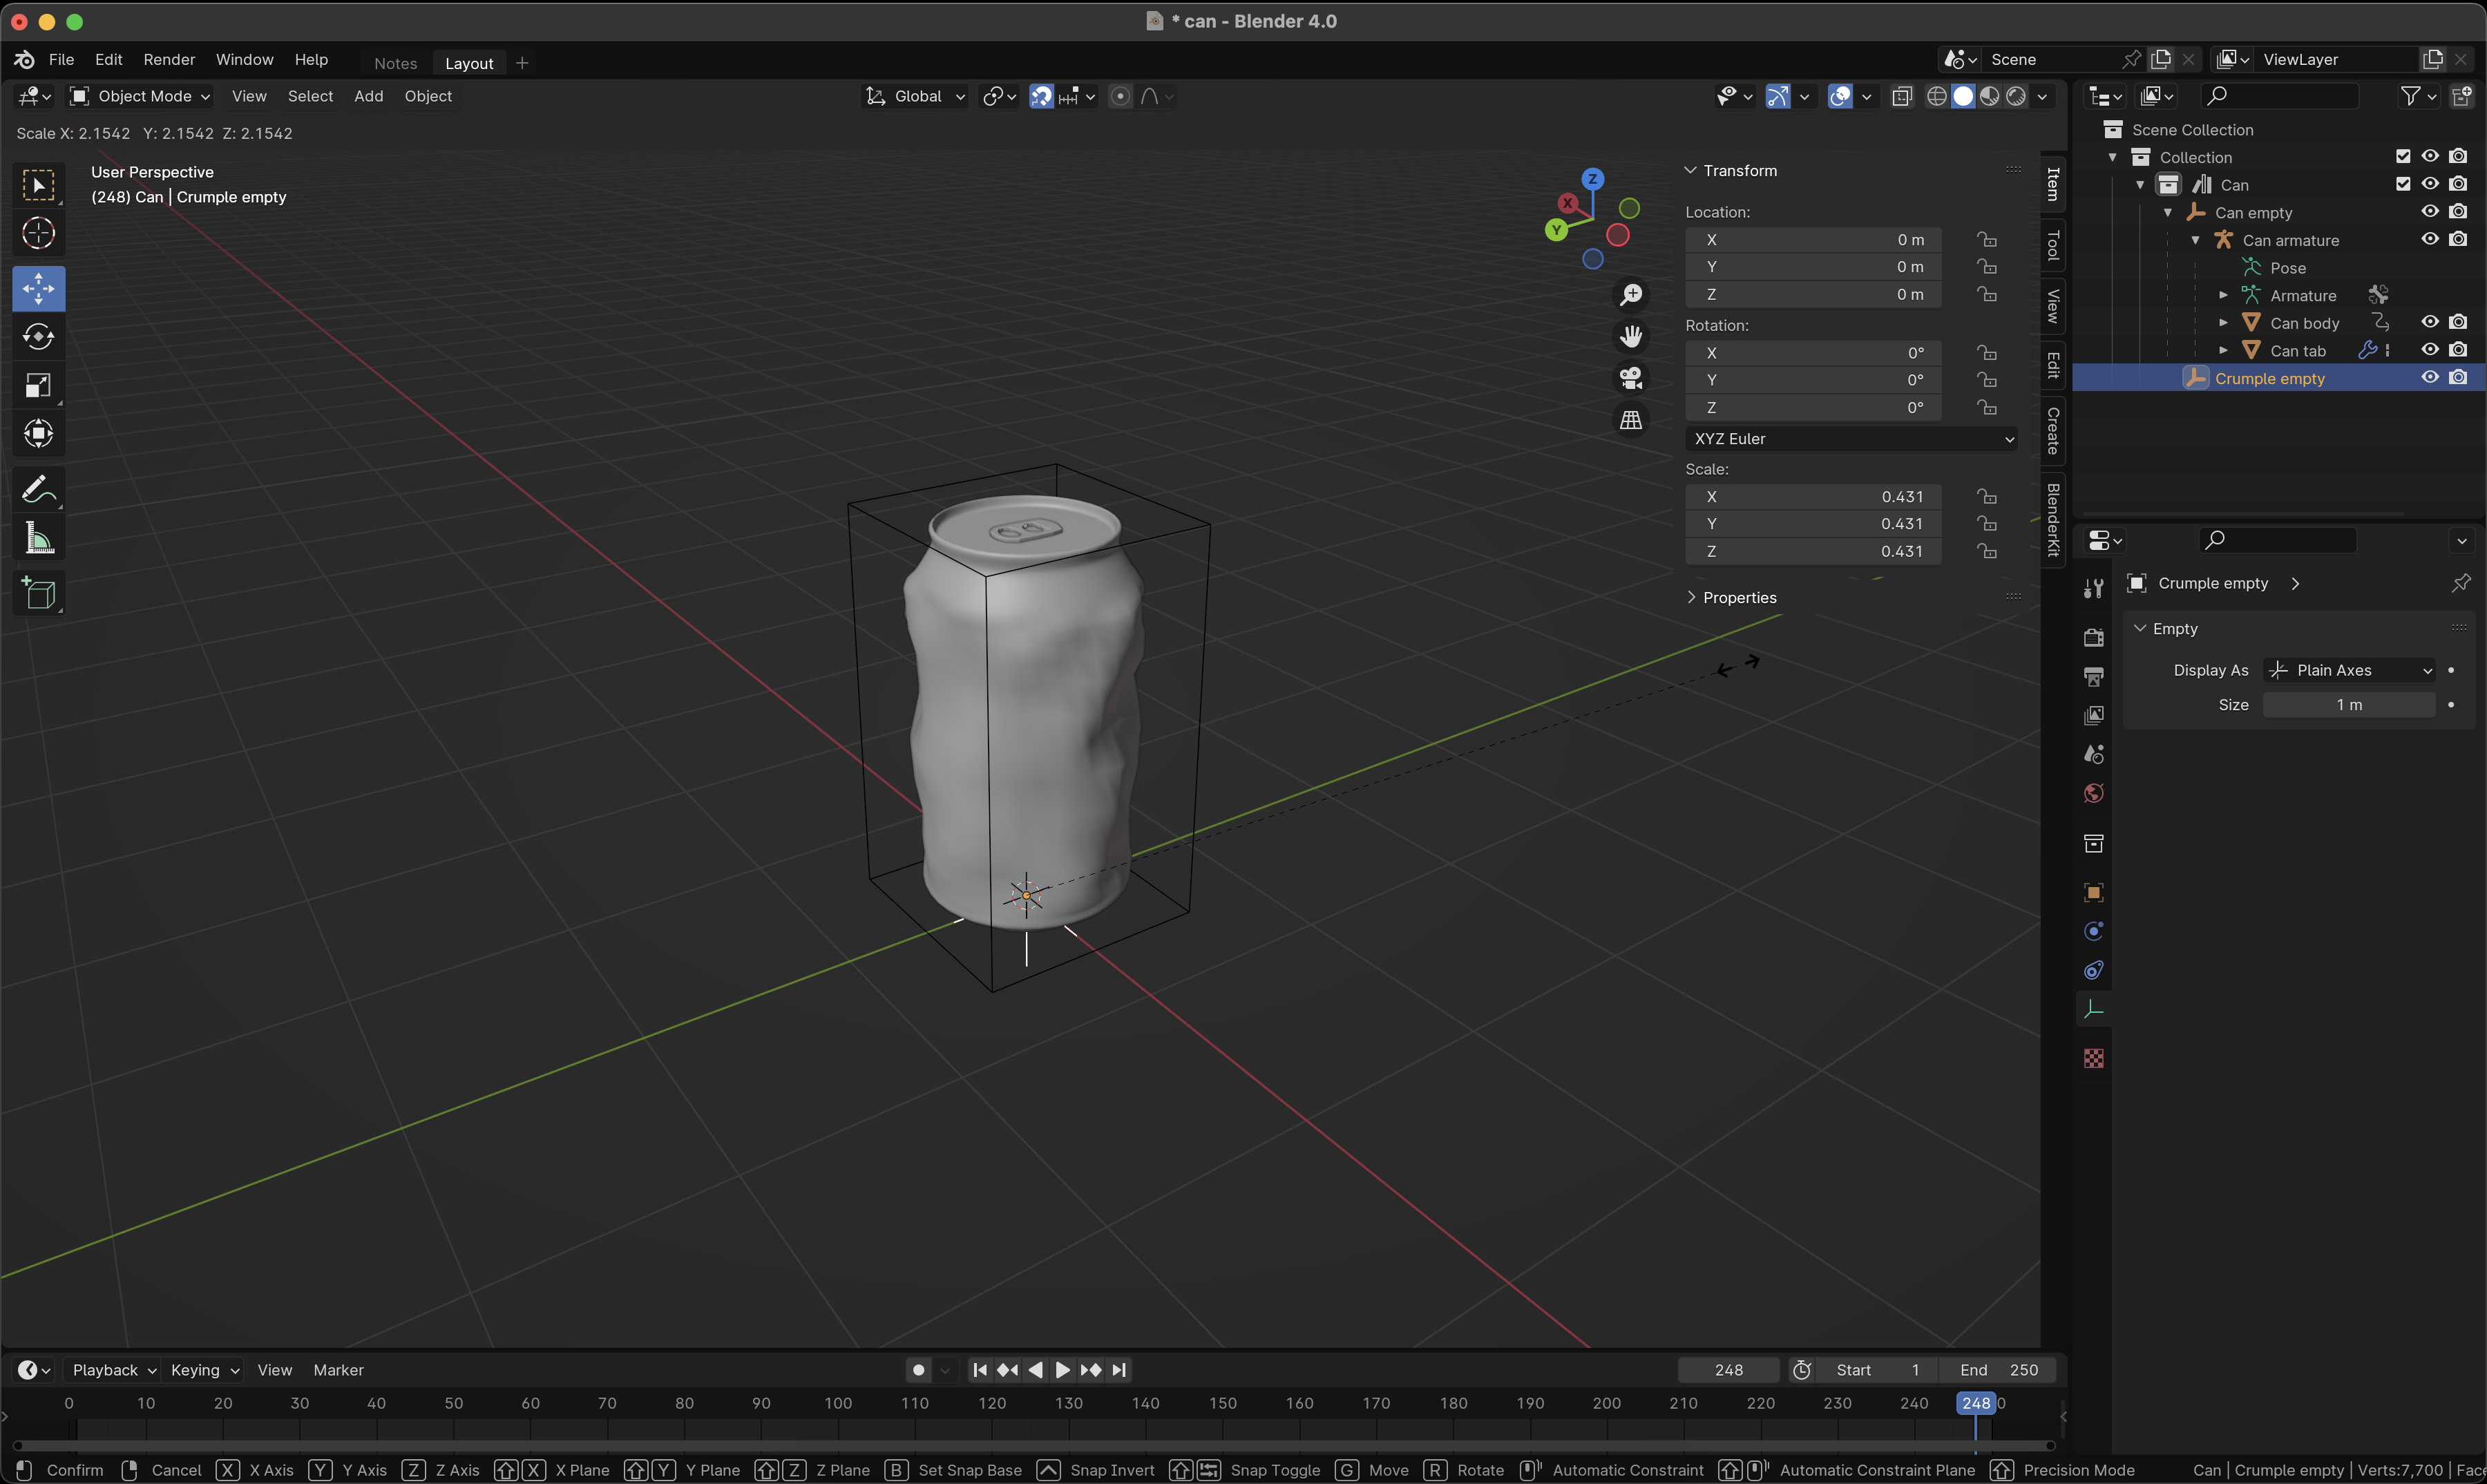 * can - Blender 4.0
File Edit Render Window Help Notes Layout + Scene ViewLayer
Object Mode View Select Add Object Global
Scale X: 2.1542 Y: 2.1542 Z: 2.1542
User Perspective
(248) Can | Crumple empty
Z
X
Y
Transform
Location:
X 0 m
Y 0 m
Z 0 m
Rotation:
X 0°
Y 0°
Z 0°
XYZ Euler
Scale:
X 0.431
Y 0.431
Z 0.431
Properties
Item
Tool
View
Edit
Create
BlenderKit
Scene Collection
Collection
Can
Can empty
Can armature
Pose
Armature
Can body
Can tab
Crumple empty
Crumple empty
Empty
Display As Plain Axes
Size 1 m
Playback Keying View Marker 248 Start 1 End 250
0 10 20 30 40 50 60 70 80 90 100 110 120 130 140 150 160 170 180 190 200 210 220 230 240 248 0
Confirm Cancel X X Axis Y Y Axis Z Z Axis X X Plane Y Y Plane Z Z Plane B Set Snap Base Snap Invert Snap Toggle G Move R Rotate Automatic Constraint Automatic Constraint Plane Precision Mode Can | Crumple empty | Verts:7,700 | Fac